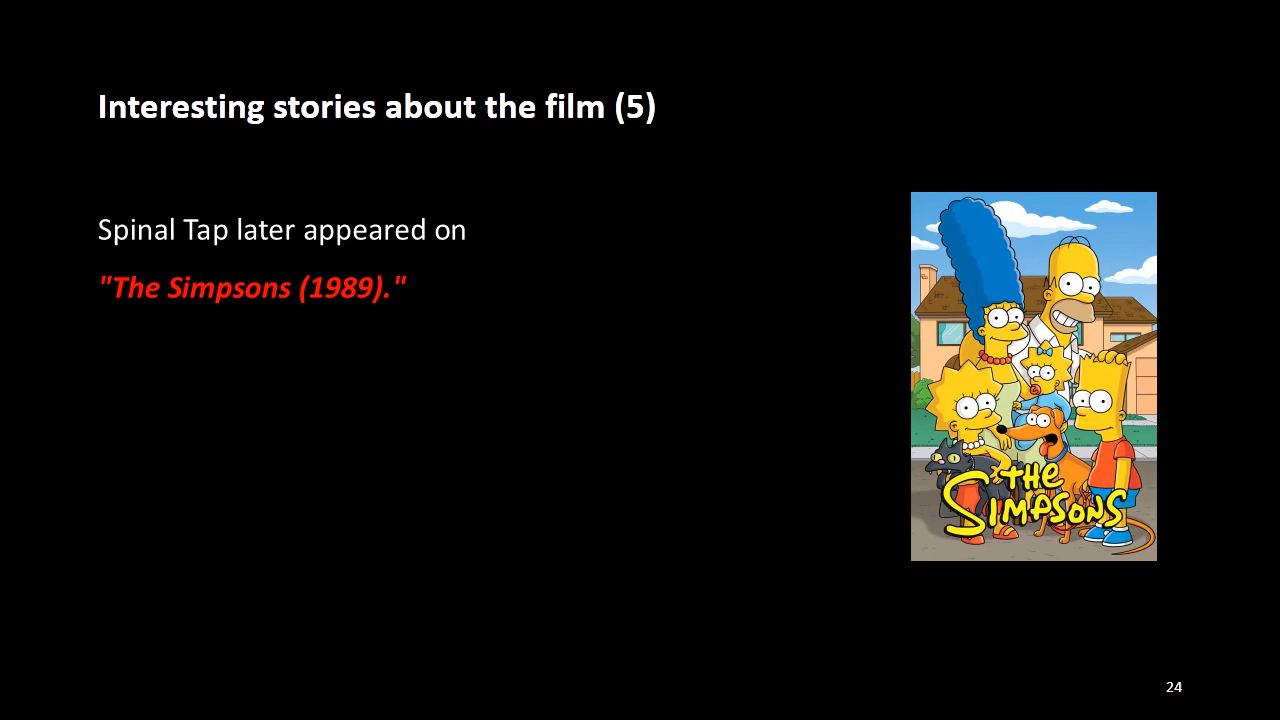 Interesting stories about the film (5)
Spinal Tap later appeared on
"The Simpsons (1989)."
THE
SIMPSONS
24